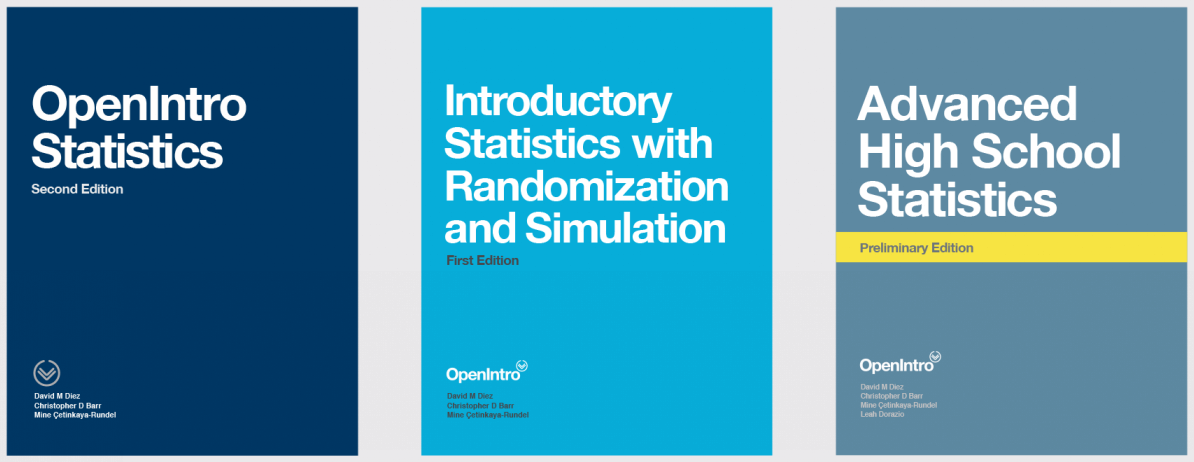 OpenIntro
Statistics
Second Edition
David M Diez
Christopher D Barr
Mine Çetinkaya-Rundel
Introductory
Statistics with
Randomization
and Simulation
First Edition
OpenIntro
David M Diez
Christopher D Barr
Mine Çetinkaya-Rundel
Advanced
High School
Statistics
Preliminary Edition
OpenIntro
David M Diez
Christopher D Barr
Mine Çetinkaya-Rundel
Leah Dorazio